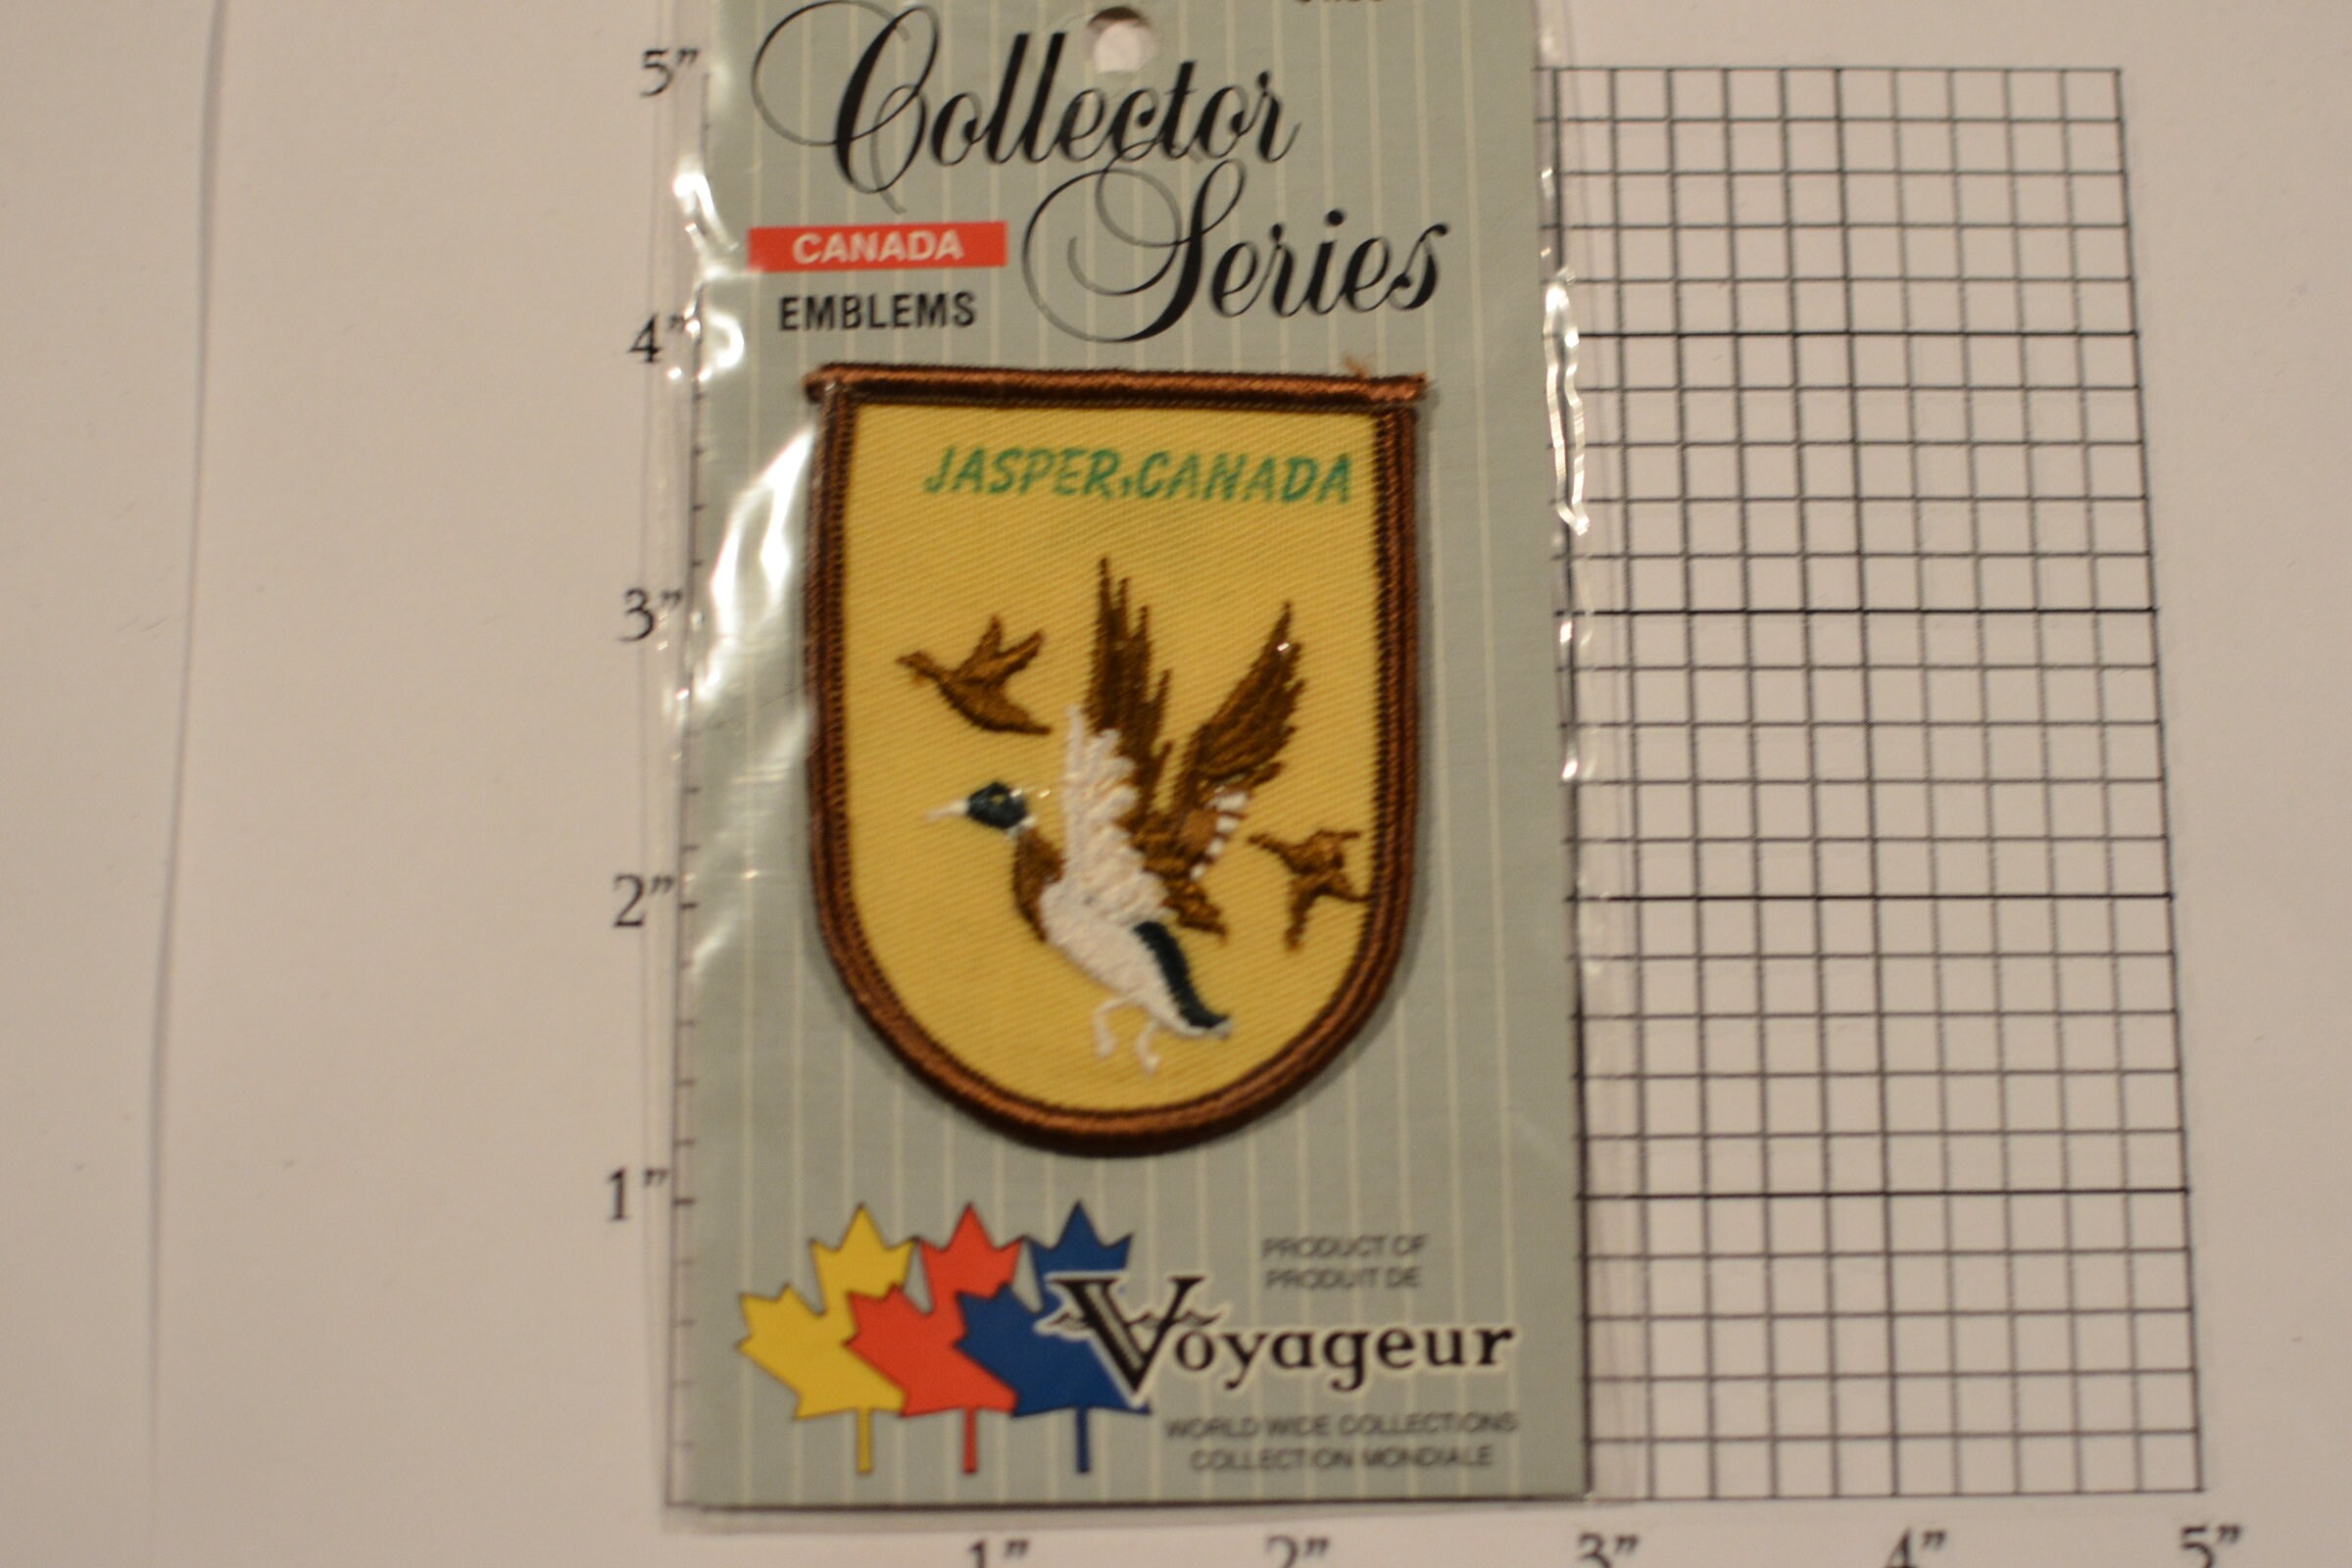 Collector
Series
CANADA
EMBLEMS
JASPER, CANADA
PRODUCT OF
PRODUIT DE
Voyageur
WORLD WIDE COLLECTIONS
COLLECTION MONDIALE
5"
4"
3"
2"
1"
1"
2"
3"
4"
5"